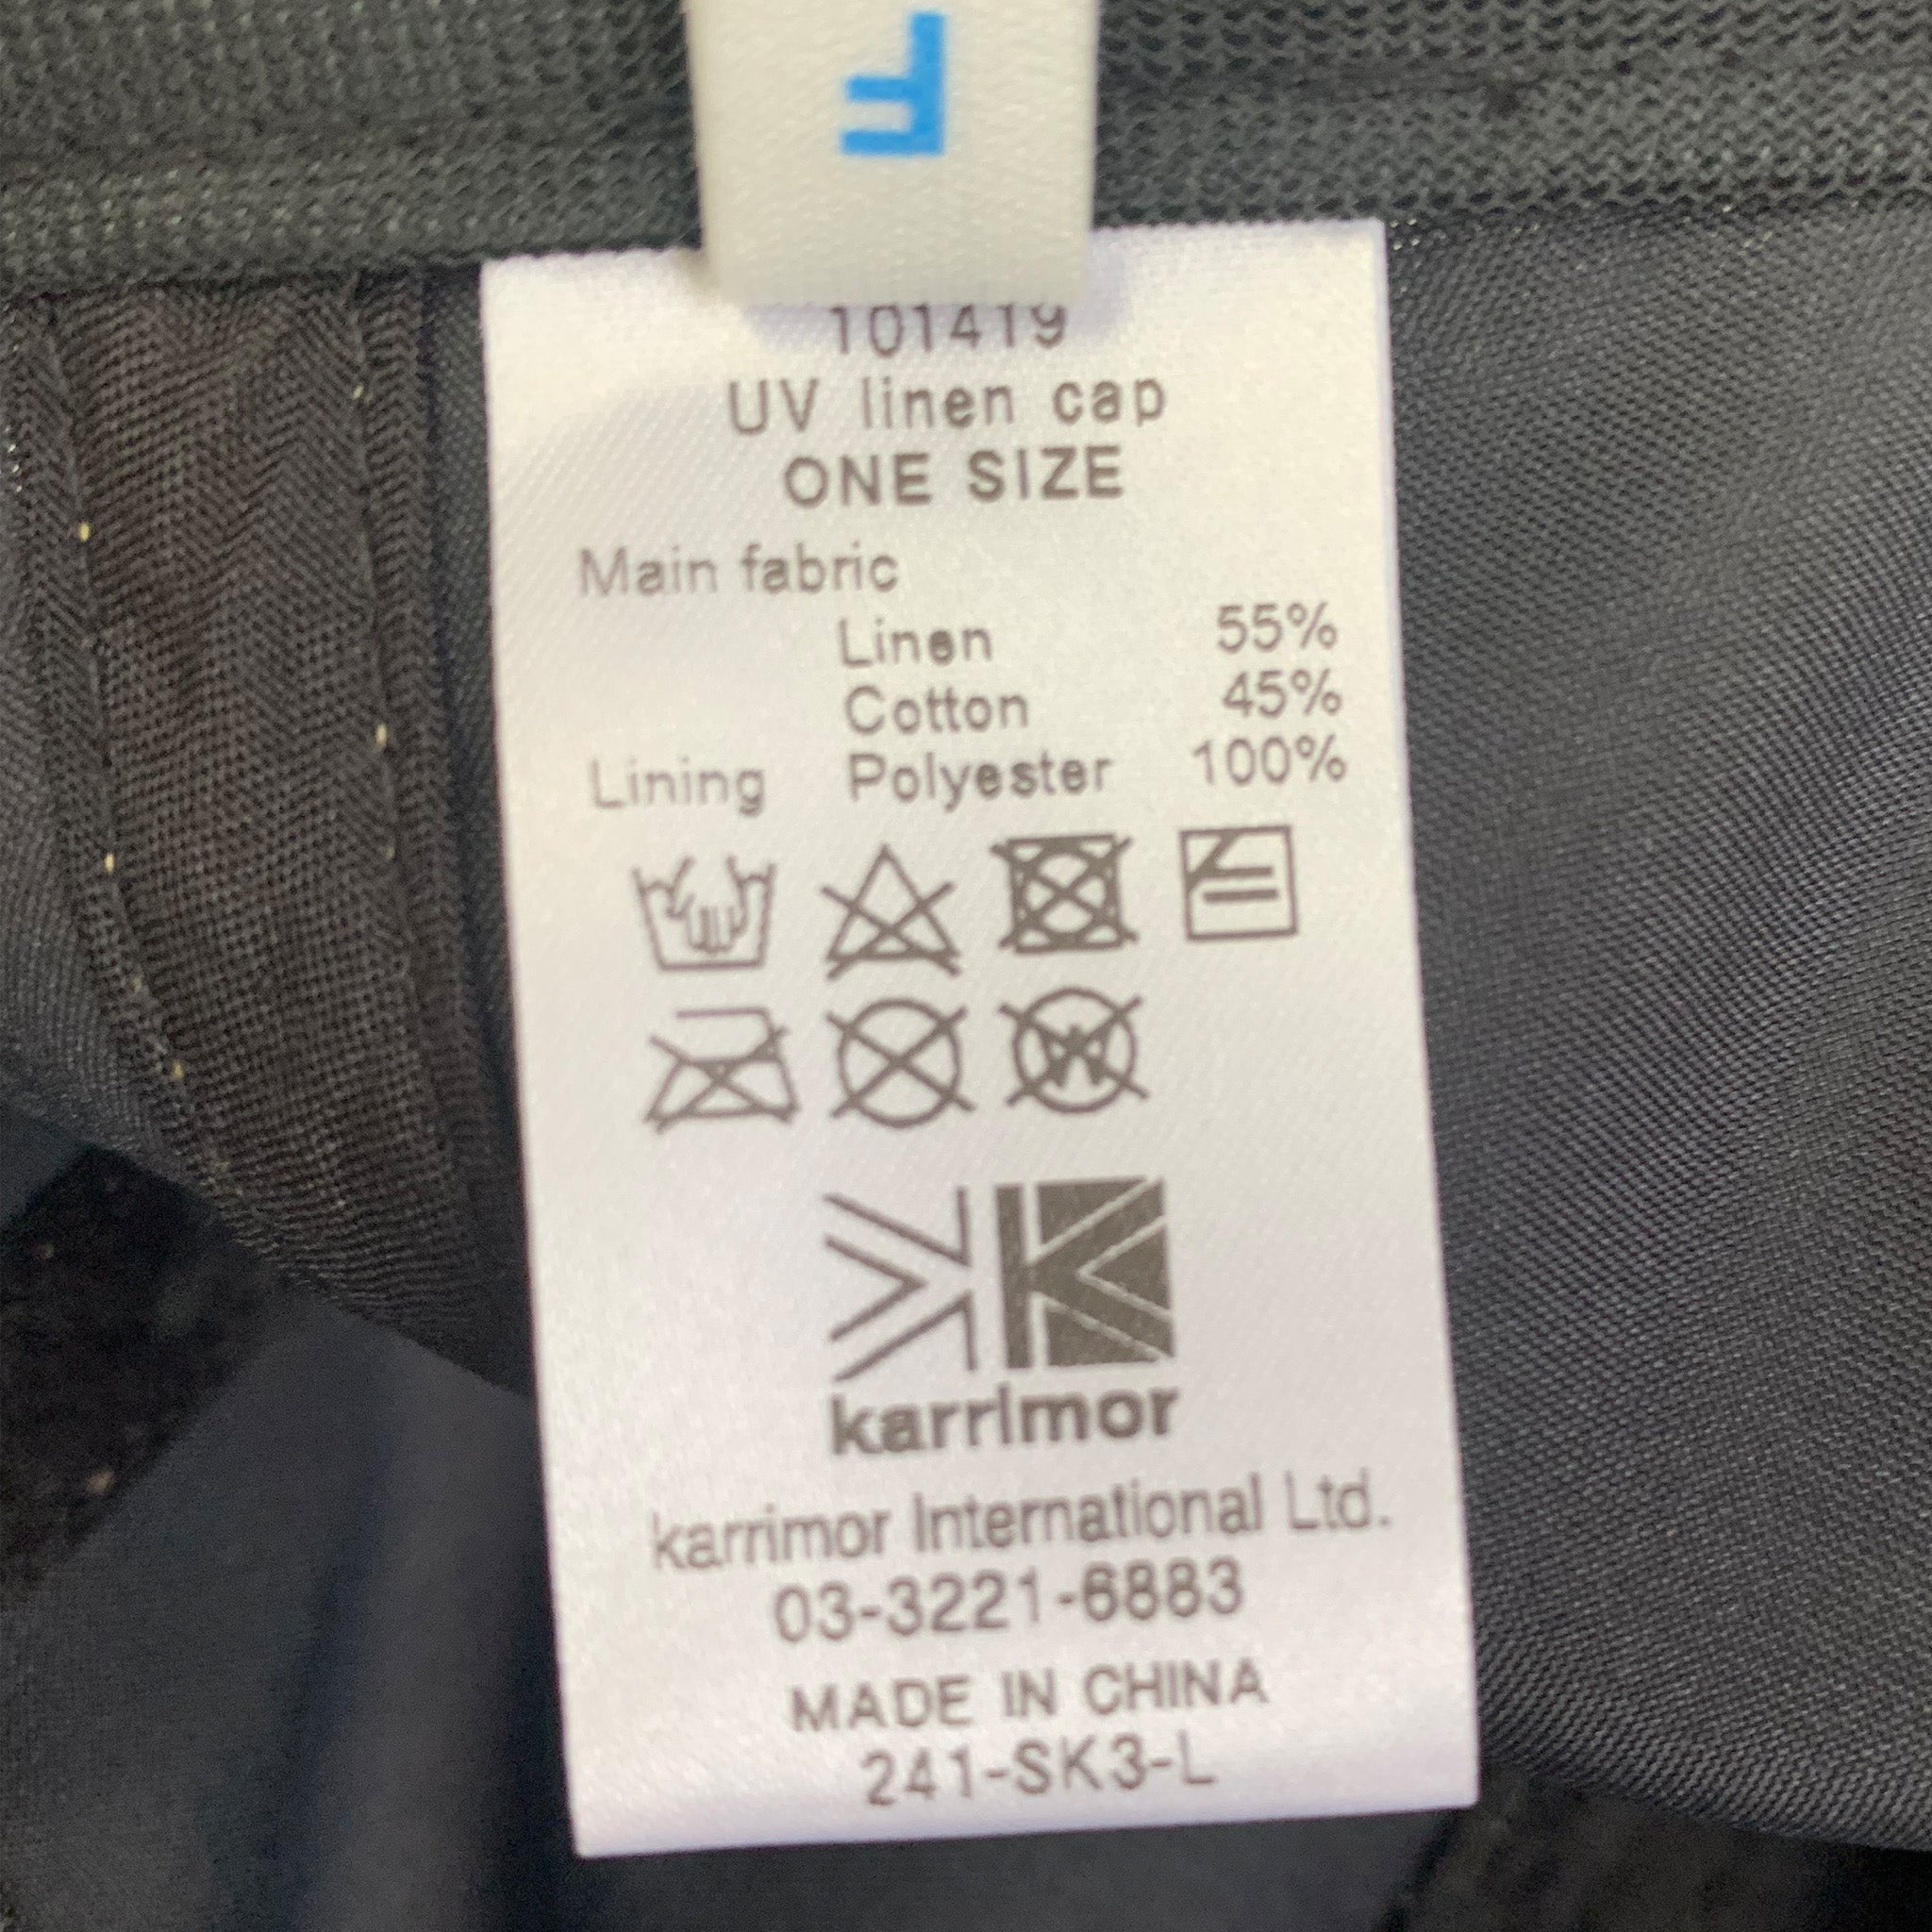 F
101419
UV linen cap
ONE SIZE
Main fabric
Linen 55%
Cotton 45%
Lining Polyester 100%
W
karrimor
karrimor International Ltd.
03-3221-6883
MADE IN CHINA
241-SK3-L